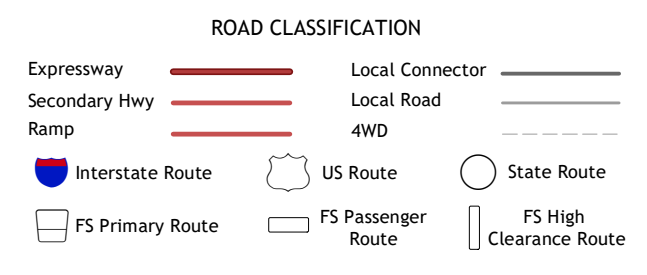 ROAD CLASSIFICATION
Expressway
Local Connector
Secondary Hwy
Local Road
Ramp
4WD
Interstate Route
US Route
State Route
FS Primary Route
FS Passenger
Route
FS High
Clearance Route